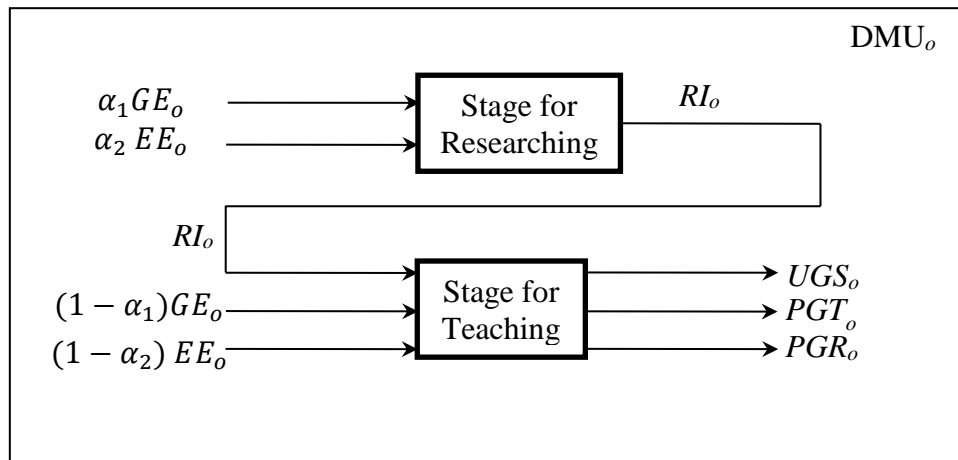 DMUₒ
α₁GEₒ
α₂ EEₒ
Stage for
Researching
RIₒ
RIₒ
(1 − α₁)GEₒ
(1 − α₂) EEₒ
Stage for
Teaching
UGSₒ
PGTₒ
PGRₒ